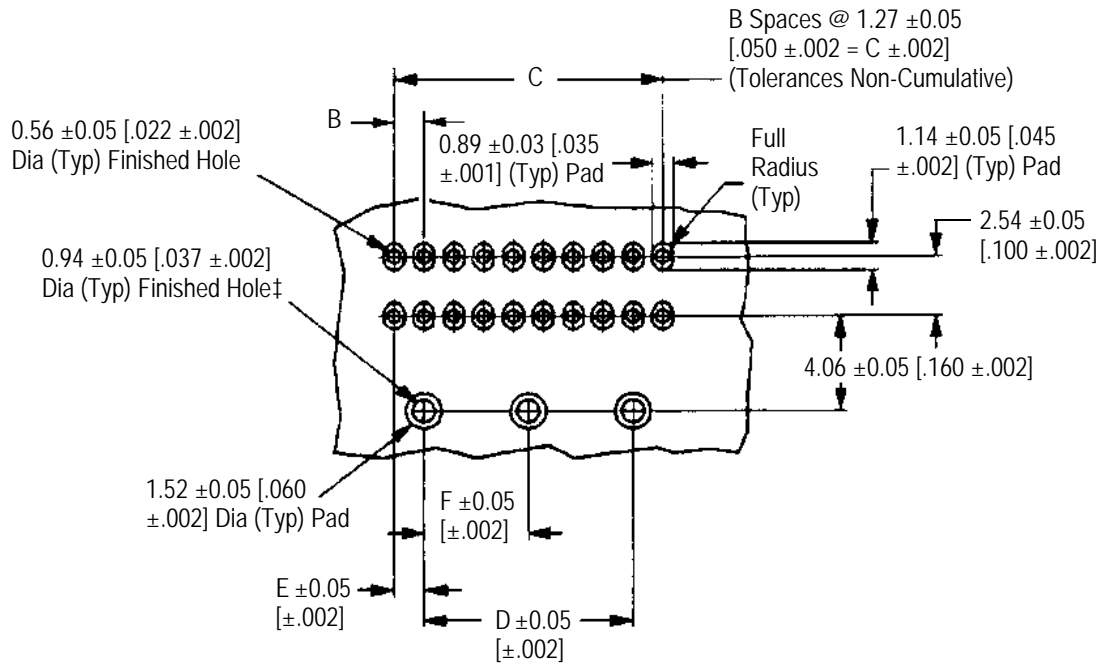 B Spaces @ 1.27 ±0.05
[.050 ±.002 = C ±.002]
(Tolerances Non-Cumulative)
C
B
0.56 ±0.05 [.022 ±.002]
Dia (Typ) Finished Hole
0.89 ±0.03 [.035
±.001] (Typ) Pad
Full
Radius
(Typ)
1.14 ±0.05 [.045
±.002] (Typ) Pad
2.54 ±0.05
[.100 ±.002]
0.94 ±0.05 [.037 ±.002]
Dia (Typ) Finished Hole‡
4.06 ±0.05 [.160 ±.002]
1.52 ±0.05 [.060
±.002] Dia (Typ) Pad
F ±0.05
[±.002]
E ±0.05
[±.002]
D ±0.05
[±.002]